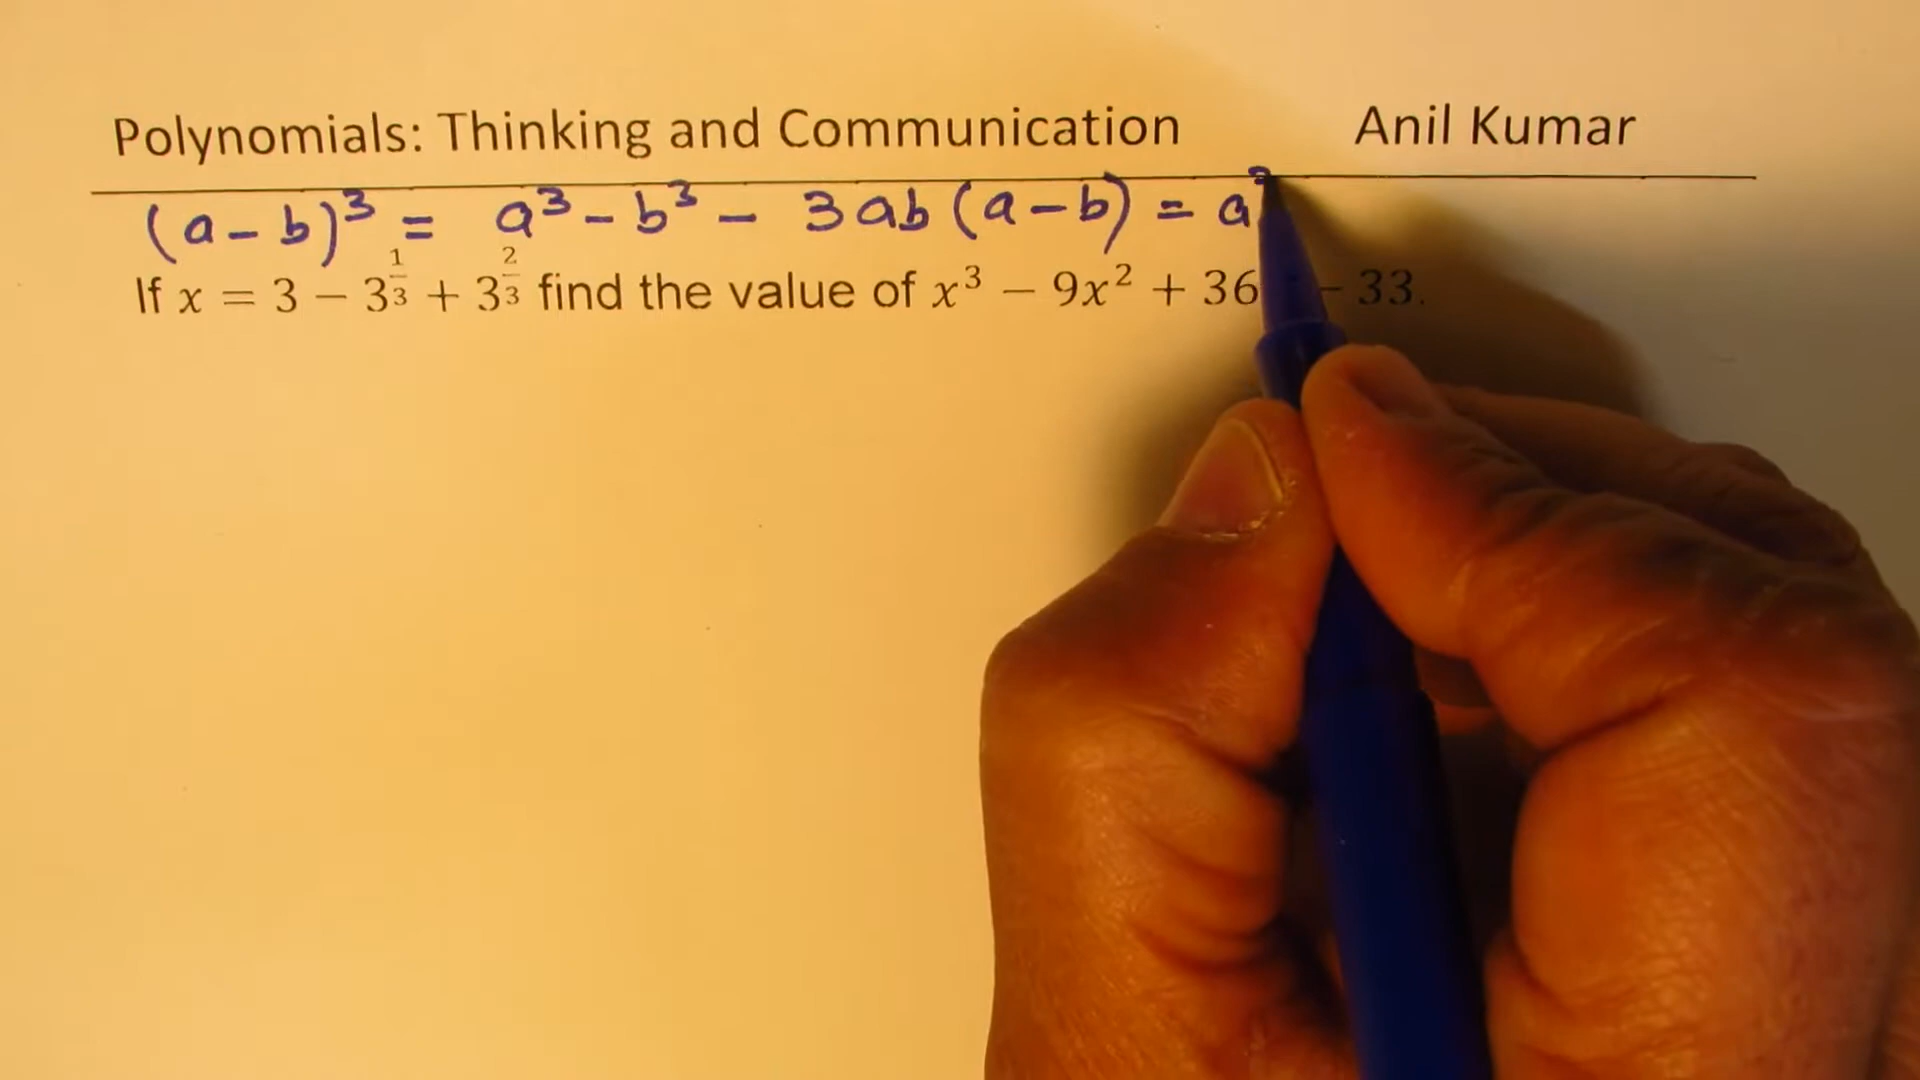 Polynomials: Thinking and Communication Anil Kumar
(a - b)³ = a³ - b³ - 3ab (a - b) = a
If x = 3 − 3^{1/3} + 3^{2/3} find the value of x³ − 9x² + 36 − 33.